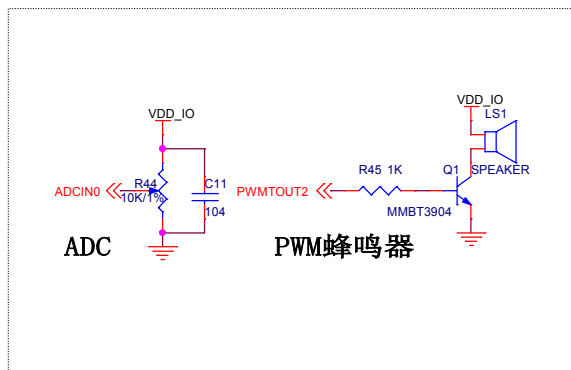 VDD_IO
ADCIN0
R44
10K/1%
C11
104
ADC
VDD_IO
LS1
SPEAKER
PWMTOUT2
R45 1K
Q1
MMBT3904
PWM蜂鸣器